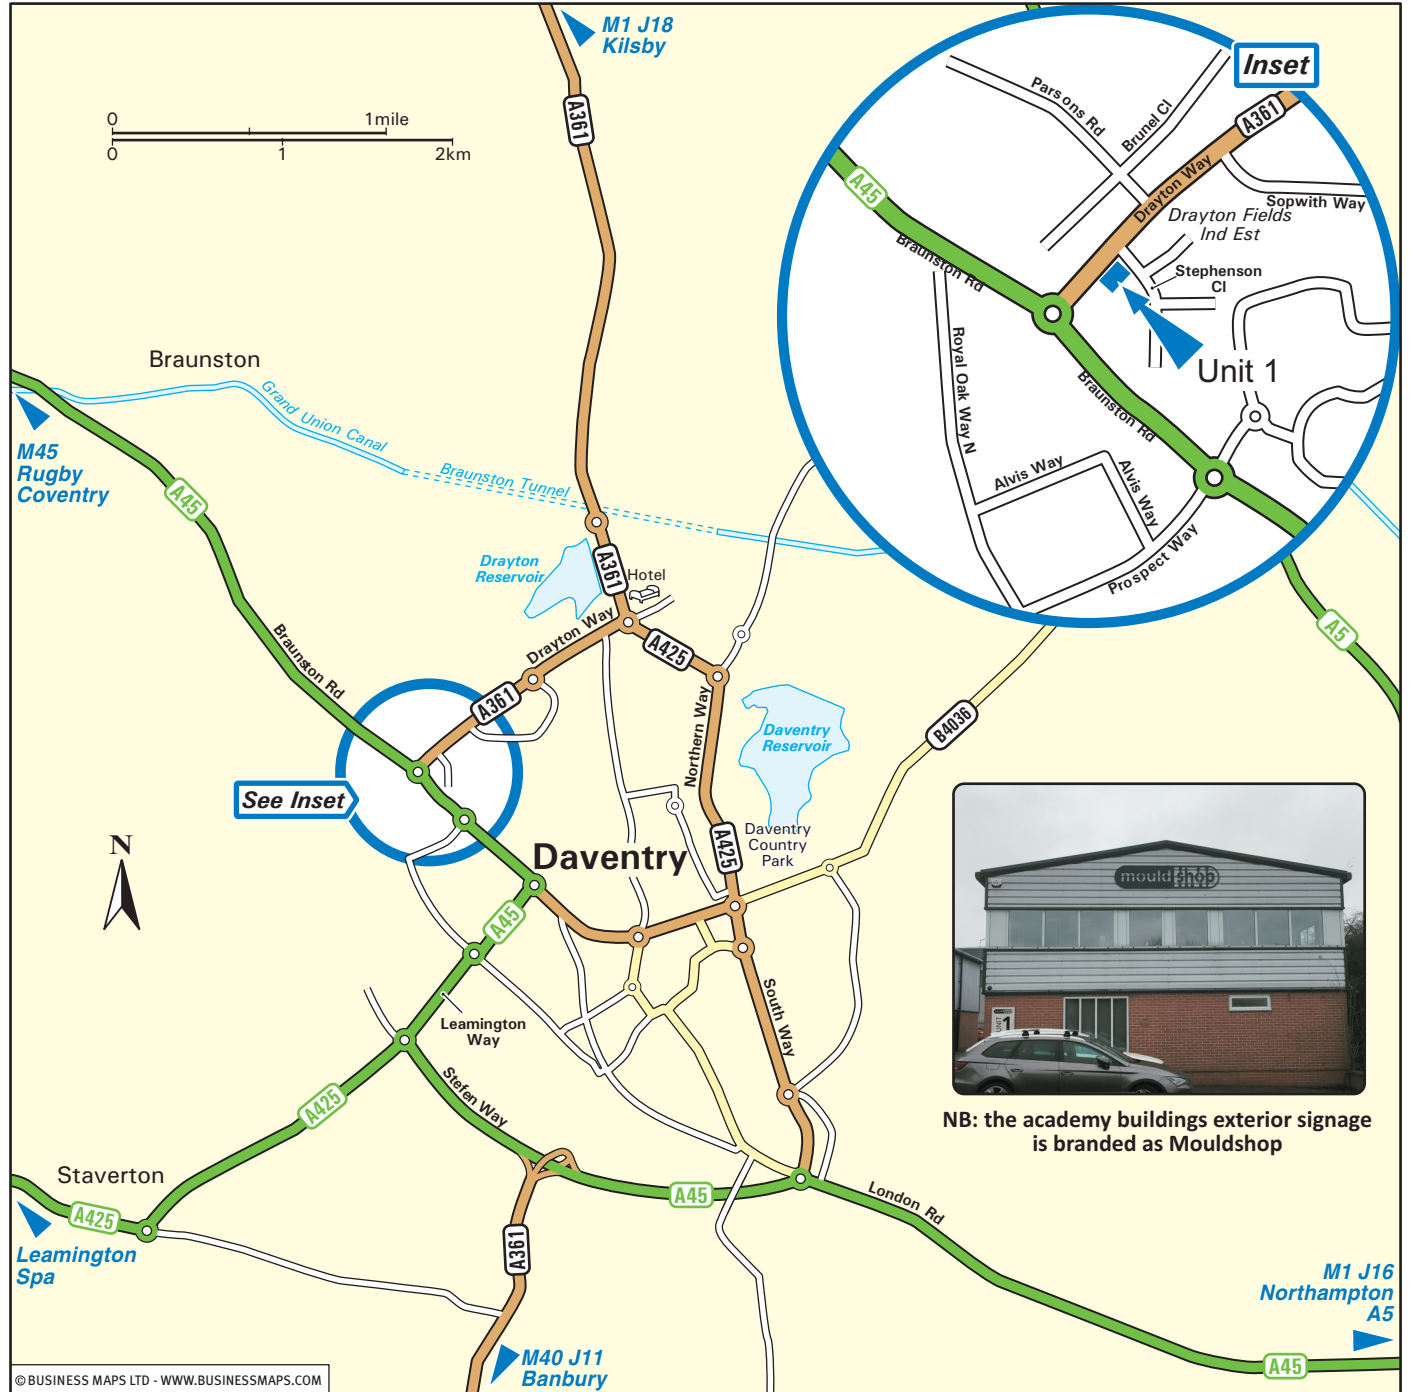 M1 J18
Kilsby
Inset
0
1mile
0
1
2km
A361
Parsons Rd
Brunel Cl
A361
A45
Drayton Way
Sopwith Way
Drayton Fields
Ind Est
Braunston Rd
Stephenson
Cl
Royal Oak Way N
Unit 1
Braunston Rd
Alvis Way
Alvis Way
Prospect Way
Braunston
Grand Union Canal
M45
Rugby
Coventry
Braunston Tunnel
A45
Drayton
Reservoir
A361
Hotel
Drayton Way
A425
A5
Braunston Rd
A361
Northern Way
Daventry
Reservoir
B4036
See Inset
N
Daventry
A425
Daventry
Country
Park
mouldshop
A45
South Way
Leamington
Way
UNIT
1
Stefen Way
A425
NB: the academy buildings exterior signage
is branded as Mouldshop
Staverton
A425
A45
London Rd
Leamington
Spa
A361
M1 J16
Northampton
A5
M40 J11
Banbury
A45
© BUSINESS MAPS LTD - WWW.BUSINESSMAPS.COM